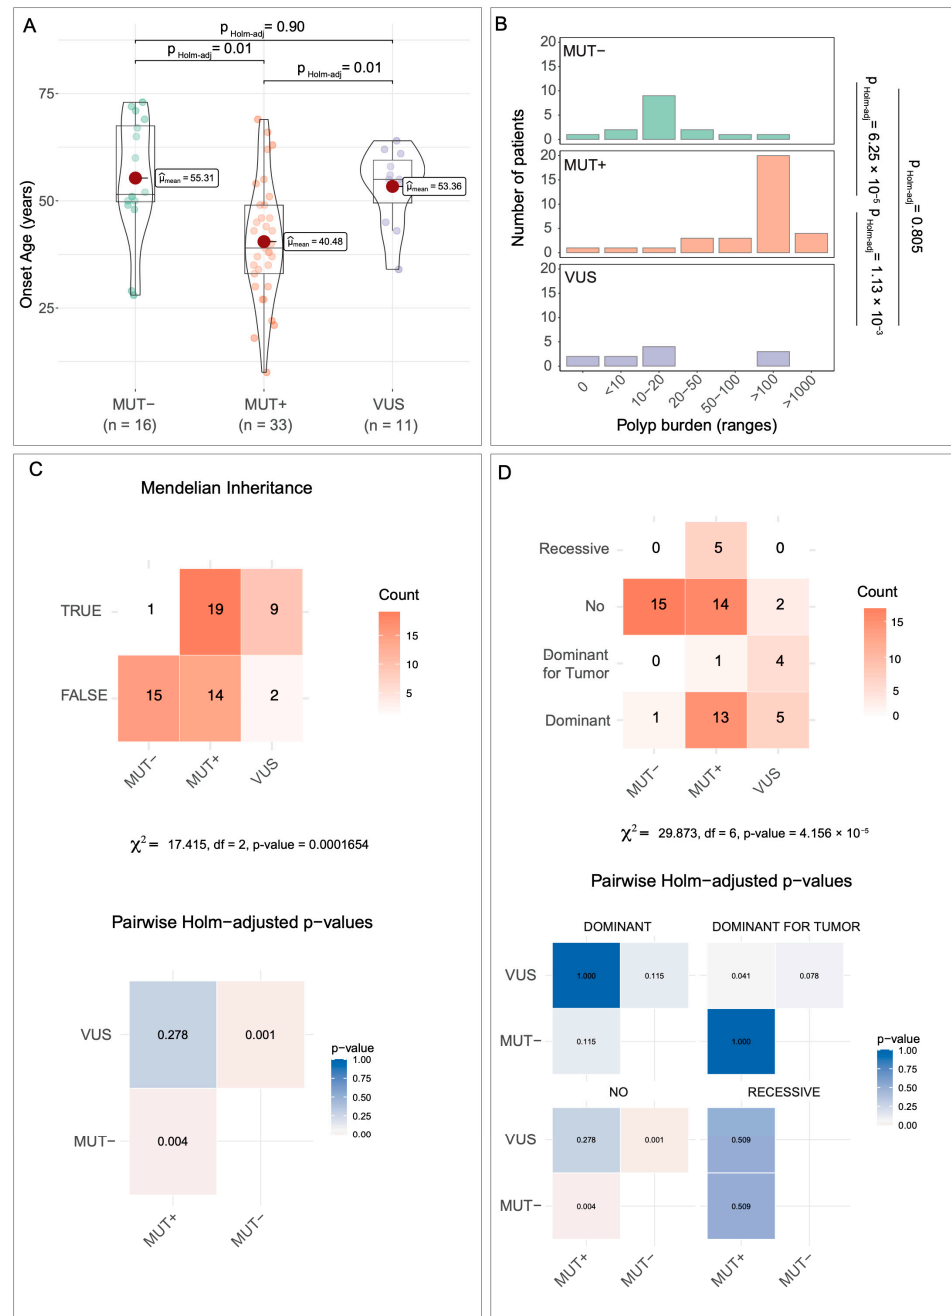 A
p Holm-adj = 0.90
p Holm-adj = 0.01
p Holm-adj = 0.01
75
50
25
Onset Age (years)
μ̂mean = 55.31
μ̂mean = 40.48
μ̂mean = 53.36
MUT− MUT+ VUS
(n = 16) (n = 33) (n = 11)
B
Number of patients
20
15
10
5
0
MUT−
20
15
10
5
0
MUT+
20
15
10
5
0
VUS
0 <10 10−20 20−50 50−100 >100 >1000
Polyp burden (ranges)
p Holm-adj = 6.25 × 10⁻⁵
p Holm-adj = 1.13 × 10⁻³
p Holm-adj = 0.805
C
Mendelian Inheritance
TRUE 1 19 9
FALSE 15 14 2
MUT− MUT+ VUS
Count
15
10
5
χ² = 17.415, df = 2, p-value = 0.0001654
Pairwise Holm−adjusted p−values
VUS 0.278 0.001
MUT− 0.004
MUT+ MUT−
p−value
1.00
0.75
0.50
0.25
0.00
D
Recessive 0 5 0
No 15 14 2
Dominant
for Tumor 0 1 4
Dominant 1 13 5
MUT− MUT+ VUS
Count
15
10
5
0
χ² = 29.873, df = 6, p-value = 4.156 × 10⁻⁵
Pairwise Holm−adjusted p−values
DOMINANT DOMINANT FOR TUMOR
VUS 1.000 0.115 0.041 0.078
MUT− 0.115 1.000
NO RECESSIVE
VUS 0.278 0.001 0.509
MUT− 0.004 0.509
MUT+ MUT− MUT+ MUT−
p−value
1.00
0.75
0.50
0.25
0.00